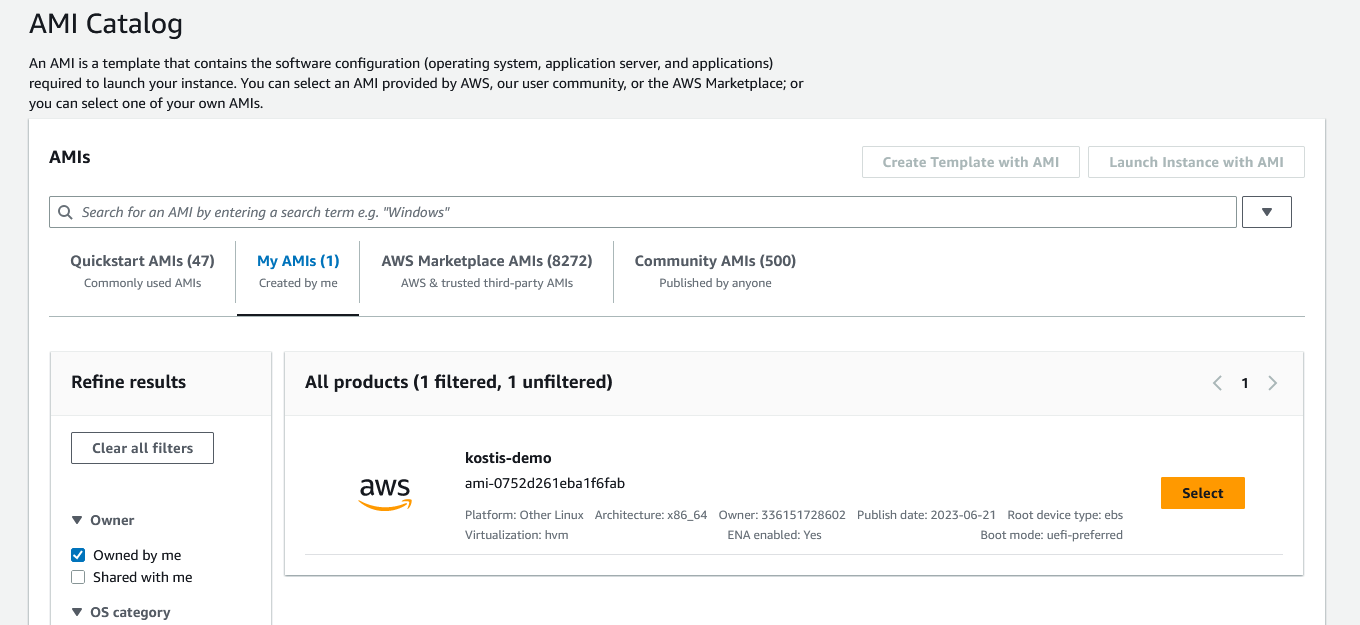 AMI Catalog
An AMI is a template that contains the software configuration (operating system, application server, and applications)
required to launch your instance. You can select an AMI provided by AWS, our user community, or the AWS Marketplace; or
you can select one of your own AMIs.
AMIs
Create Template with AMI
Launch Instance with AMI
Search for an AMI by entering a search term e.g. "Windows"
Quickstart AMIs (47)
Commonly used AMIs
My AMIs (1)
Created by me
AWS Marketplace AMIs (8272)
AWS & trusted third-party AMIs
Community AMIs (500)
Published by anyone
Refine results
Clear all filters
Owner
Owned by me
Shared with me
OS category
All products (1 filtered, 1 unfiltered)
1
aws
kostis-demo
ami-0752d261eba1f6fab
Platform: Other Linux Architecture: x86_64 Owner: 336151728602 Publish date: 2023-06-21 Root device type: ebs
Virtualization: hvm ENA enabled: Yes Boot mode: uefi-preferred
Select